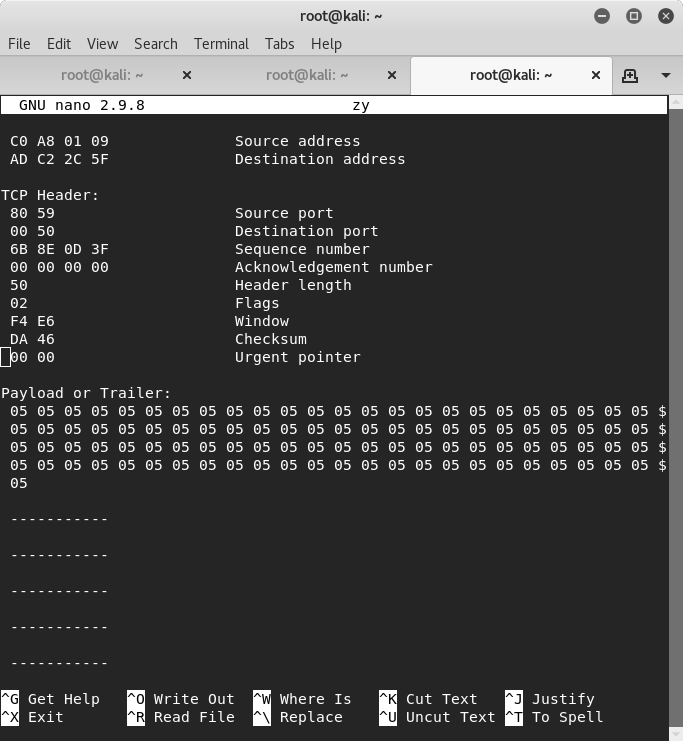 root@kali: ~
File Edit View Search Terminal Tabs Help
root@kali: ~ × root@kali: ~ × root@kali: ~ ×
GNU nano 2.9.8 zy
C0 A8 01 09 Source address
AD C2 2C 5F Destination address
TCP Header:
80 59 Source port
00 50 Destination port
6B 8E 0D 3F Sequence number
00 00 00 00 Acknowledgement number
50 Header length
02 Flags
F4 E6 Window
DA 46 Checksum
00 00 Urgent pointer
Payload or Trailer:
05 05 05 05 05 05 05 05 05 05 05 05 05 05 05 05 05 05 05 05 05 05 05 05 $
05 05 05 05 05 05 05 05 05 05 05 05 05 05 05 05 05 05 05 05 05 05 05 05 $
05 05 05 05 05 05 05 05 05 05 05 05 05 05 05 05 05 05 05 05 05 05 05 05 $
05 05 05 05 05 05 05 05 05 05 05 05 05 05 05 05 05 05 05 05 05 05 05 05 $
05
-----------
-----------
-----------
-----------
-----------
^G Get Help ^O Write Out ^W Where Is ^K Cut Text ^J Justify
^X Exit ^R Read File ^\ Replace ^U Uncut Text ^T To Spell